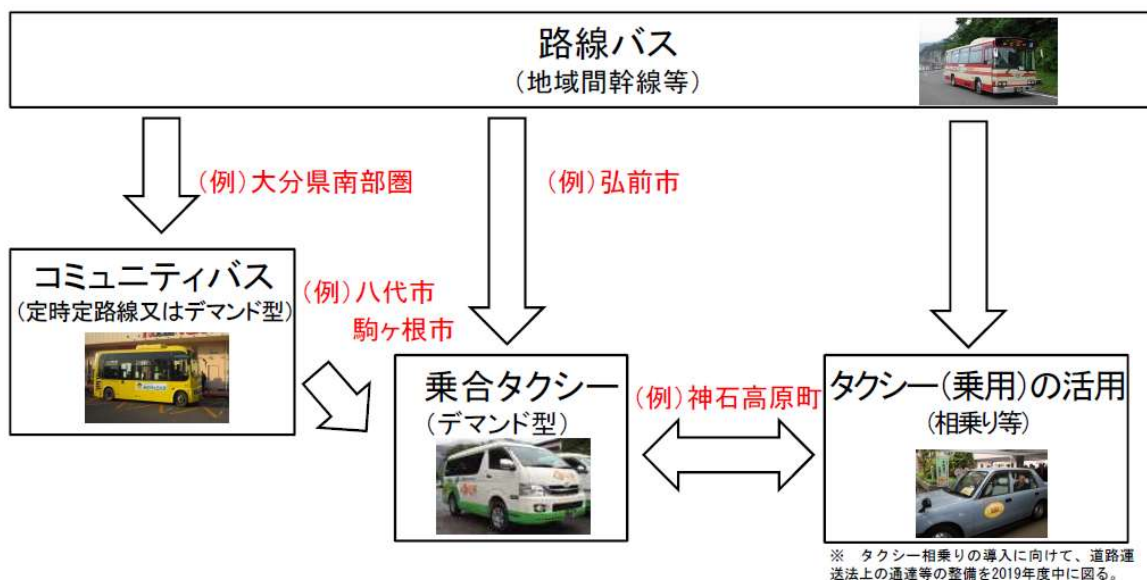 路線バス
(地域間幹線等)
(例)大分県南部圏
(例)弘前市
コミュニティバス
(定時定路線又はデマンド型)
(例)八代市
駒ヶ根市
乗合タクシー
(デマンド型)
(例)神石高原町
タクシー(乗用)の活用
(相乗り等)
※ タクシー相乗りの導入に向けて、道路運
送法上の通達等の整備を2019年度中に図る。